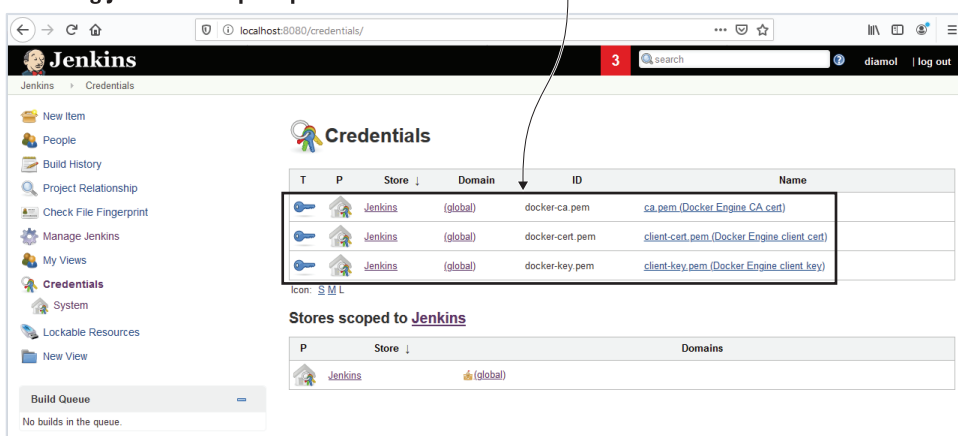 localhost:8080/credentials/
Jenkins
3
search
diamol | log out
Jenkins Credentials
New Item
People
Build History
Project Relationship
Check File Fingerprint
Manage Jenkins
My Views
Credentials
System
Lockable Resources
New View
Build Queue
No builds in the queue.
Credentials
T P Store ↓ Domain ID Name
Jenkins (global) docker-ca.pem ca.pem (Docker Engine CA cert)
Jenkins (global) docker-cert.pem client-cert.pem (Docker Engine client cert)
Jenkins (global) docker-key.pem client-key.pem (Docker Engine client key)
Icon: S M L
Stores scoped to Jenkins
P Store ↓ Domains
Jenkins (global)